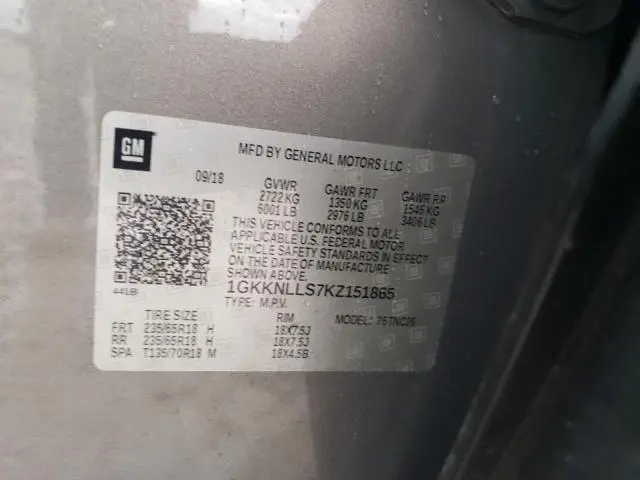 GM
MFD BY GENERAL MOTORS LLC
09/18
GVWR GAWR FRT GAWR RR
2722 KG 1350 KG 1545 KG
6001 LB 2976 LB 3406 LB
THIS VEHICLE CONFORMS TO ALL
APPLICABLE U.S. FEDERAL MOTOR
VEHICLE SAFETY STANDARDS IN EFFECT
ON THE DATE OF MANUFACTURE
SHOWN ABOVE.
1GKKNLLS7KZ151865
TYPE: M.P.V. MODEL:
TIRE SIZE RIM
FRT 235/65R18 H 18X7.5J
RR 235/65R18 H 18X7.5J
SPA T135/70R18 M 18X4.5B